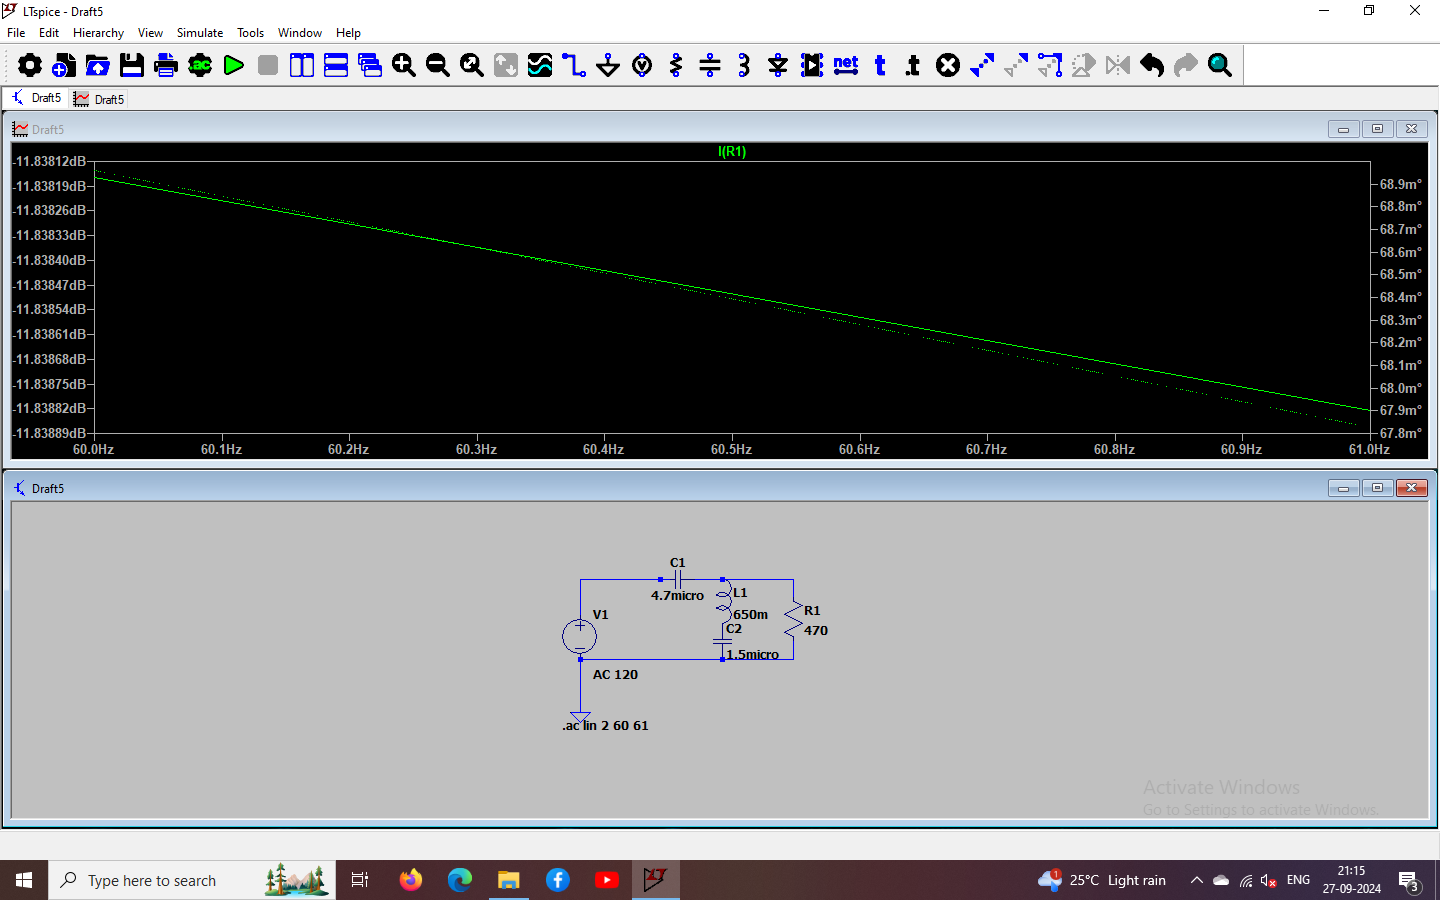 LTspice - Draft5
File Edit Hierarchy View Simulate Tools Window Help
.ac net t .t
Draft5 Draft5
Draft5
I(R1)
-11.83812dB
-11.83819dB 68.9m°
-11.83826dB 68.8m°
-11.83833dB 68.7m°
-11.83840dB 68.6m°
-11.83847dB 68.5m°
68.4m°
-11.83854dB 68.3m°
-11.83861dB 68.2m°
-11.83868dB 68.1m°
-11.83875dB 68.0m°
-11.83882dB 67.9m°
-11.83889dB 67.8m°
60.0Hz 60.1Hz 60.2Hz 60.3Hz 60.4Hz 60.5Hz 60.6Hz 60.7Hz 60.8Hz 60.9Hz 61.0Hz
Draft5
C1
4.7micro
L1
650m
V1
R1
470
C2
1.5micro
AC 120
.ac lin 2 60 61
Activate Windows
Go to Settings to activate Windows.
Type here to search
1
25°C Light rain
ENG
21:15
27-09-2024
3